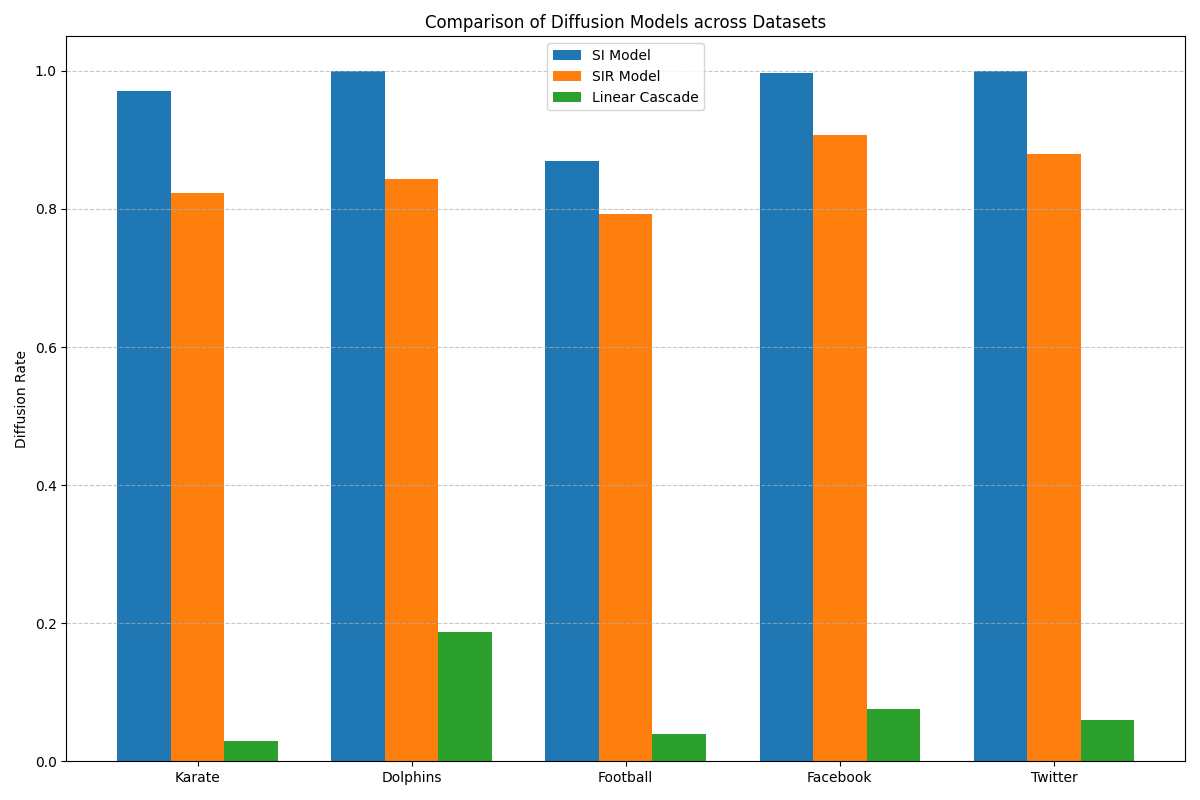 Comparison of Diffusion Models across Datasets
SI Model
SIR Model
Linear Cascade
Diffusion Rate
1.0
0.8
0.6
0.4
0.2
0.0
Karate
Dolphins
Football
Facebook
Twitter